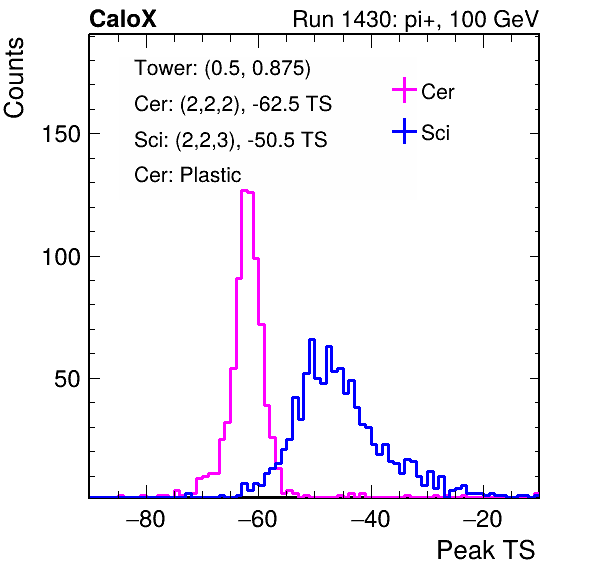 CaloX Run 1430: pi+, 100 GeV
Counts
Tower: (0.5, 0.875)
Cer: (2,2,2), -62.5 TS
Sci: (2,2,3), -50.5 TS
Cer: Plastic
Cer
Sci
150
100
50
−80 −60 −40 −20
Peak TS